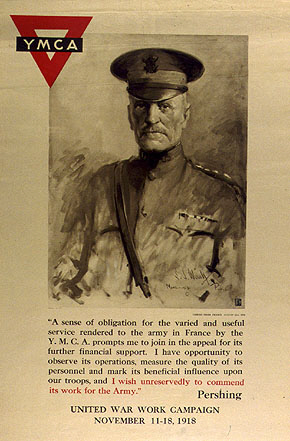 YMCA
"A sense of obligation for the varied and useful
service rendered to the army in France by the
Y. M. C. A. prompts me to join in the appeal for its
further financial support. I have opportunity to
observe its operations, measure the quality of its
personnel and mark its beneficial influence upon
our troops, and I wish unreservedly to commend
its work for the Army."
Pershing
UNITED WAR WORK CAMPAIGN
NOVEMBER 11-18, 1918